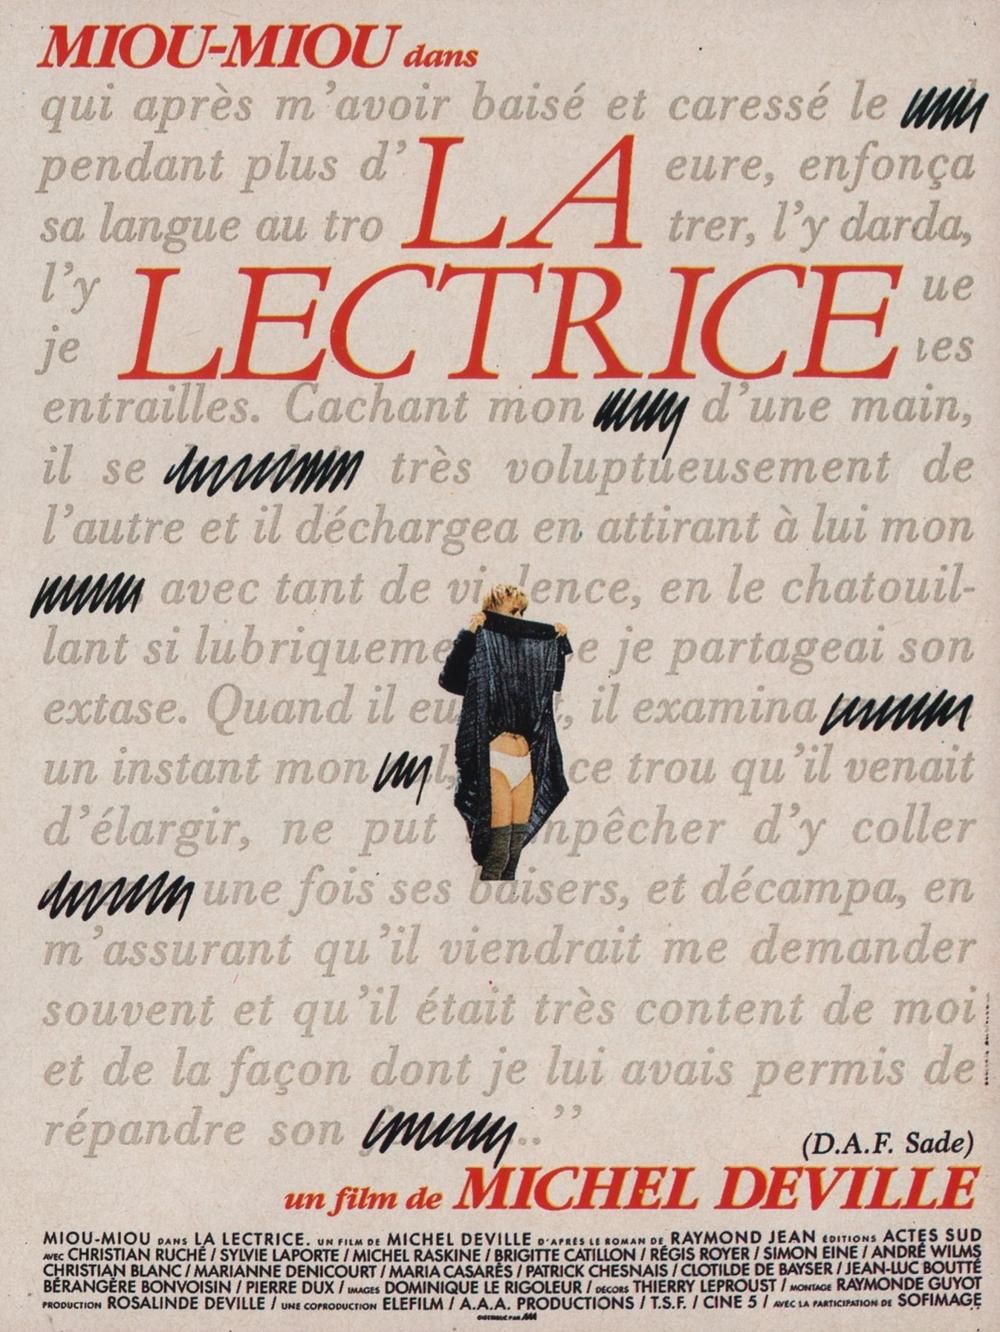 MIOU-MIOU dans
qui après m'avoir baisé et caressé le
pendant plus d' eure, enfonça
LA
sa langue au tro trer, l'y darda,
l'y ue
LECTRICE
je es
entrailles. Cachant mon d'une main,
il se très voluptueusement de
l'autre et il déchargea en attirant à lui mon
avec tant de vi lence, en le chatouil-
lant si lubriqueme e je partageai son
extase. Quand il eu , il examina
un instant mon ce trou qu'il venait
d'élargir, ne put mpêcher d'y coller
une fois ses baisers, et décampa, en
m'assurant qu'il viendrait me demander
souvent et qu'il était très content de moi
et de la façon dont je lui avais permis de
répandre son ..”
(D.A.F. Sade)
un film de MICHEL DEVILLE
MIOU-MIOU DANS LA LECTRICE. UN FILM DE MICHEL DEVILLE D'APRÈS LE ROMAN DE RAYMOND JEAN ÉDITIONS ACTES SUD
AVEC CHRISTIAN RUCHÉ / SYLVIE LAPORTE / MICHEL RASKINE / BRIGITTE CATILLON / RÉGIS ROYER / SIMON EINE / ANDRÉ WILMS
CHRISTIAN BLANC / MARIANNE DENICOURT / MARIA CASARÈS / PATRICK CHESNAIS / CLOTILDE DE BAYSER / JEAN-LUC BOUTTÉ
BÉRANGÈRE BONVOISIN / PIERRE DUX / IMAGES DOMINIQUE LE RIGOLEUR / DÉCORS THIERRY LEPROUST / MONTAGE RAYMONDE GUYOT
PRODUCTION ROSALINDE DEVILLE / UNE COPRODUCTION ELEFILM / A.A.A. PRODUCTIONS / T.S.F. / CINE 5 / AVEC LA PARTICIPATION DE SOFIMAGE
DISTRIBUÉ PAR AAA